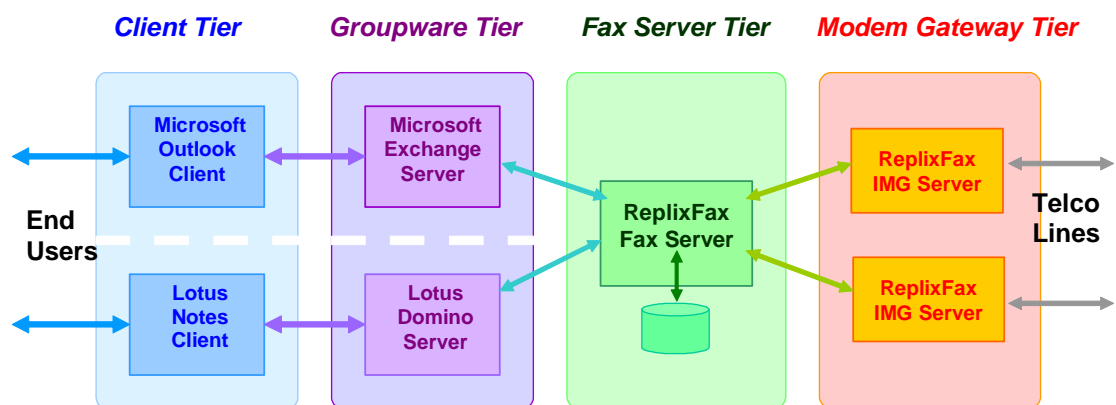 Client Tier
Groupware Tier
Fax Server Tier
Modem Gateway Tier
Microsoft
Outlook
Client
Microsoft
Exchange
Server
ReplixFax
IMG Server
End
Users
ReplixFax
Fax Server
Telco
Lines
Lotus
Notes
Client
Lotus
Domino
Server
ReplixFax
IMG Server